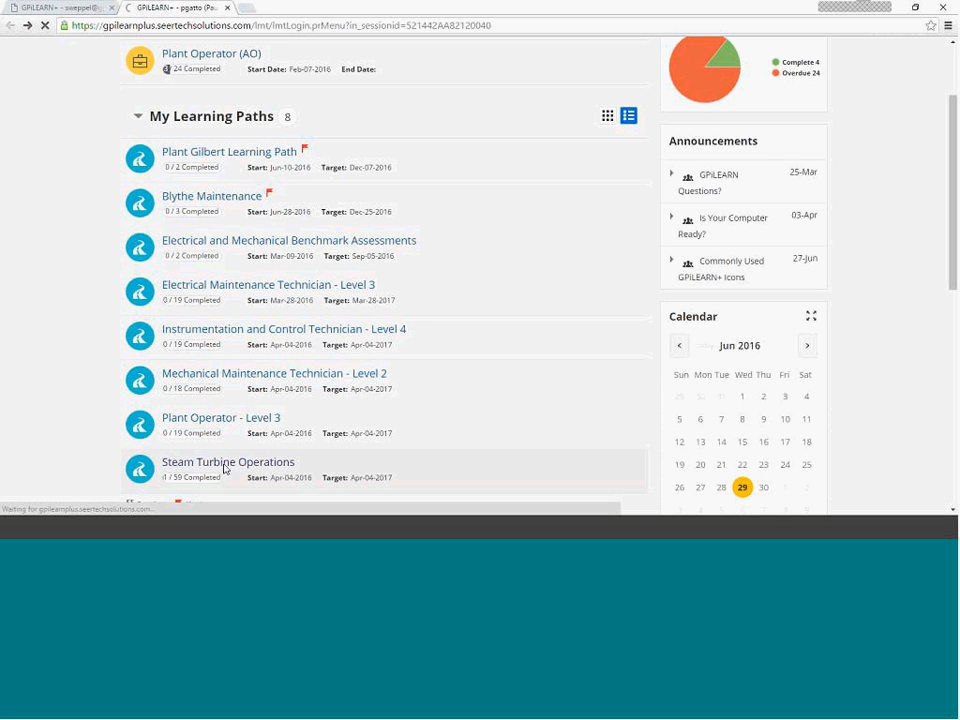 GPiLEARN+ - sweppel@g
GPiLEARN+ - pgatto (Pau
https://gpilearnplus.seertechsolutions.com/lmt/lmtLogin.prMenu?in_sessionid=521442AA82120040
Plant Operator (AO)
24 Completed Start Date: Feb-07-2016 End Date:
Complete 4
Overdue 24
My Learning Paths 8
Plant Gilbert Learning Path
0 / 2 Completed Start: Jun-10-2016 Target: Dec-07-2016
Blythe Maintenance
0 / 3 Completed Start: Jun-28-2016 Target: Dec-25-2016
Electrical and Mechanical Benchmark Assessments
0 / 2 Completed Start: Mar-09-2016 Target: Sep-05-2016
Electrical Maintenance Technician - Level 3
0 / 19 Completed Start: Mar-28-2016 Target: Mar-28-2017
Instrumentation and Control Technician - Level 4
0 / 19 Completed Start: Apr-04-2016 Target: Apr-04-2017
Mechanical Maintenance Technician - Level 2
0 / 18 Completed Start: Apr-04-2016 Target: Apr-04-2017
Plant Operator - Level 3
0 / 19 Completed Start: Apr-04-2016 Target: Apr-04-2017
Steam Turbine Operations
1 / 59 Completed Start: Apr-04-2016 Target: Apr-04-2017
Announcements
GPiLEARN 25-Mar
Questions?
Is Your Computer 03-Apr
Ready?
Commonly Used 27-Jun
GPiLEARN+ Icons
Calendar
Jun 2016
Sun Mon Tue Wed Thu Fri Sat
29 30 31 1 2 3 4
5 6 7 8 9 10 11
12 13 14 15 16 17 18
19 20 21 22 23 24 25
26 27 28 29 30 1 2
Waiting for gpilearnplus.seertechsolutions.com...